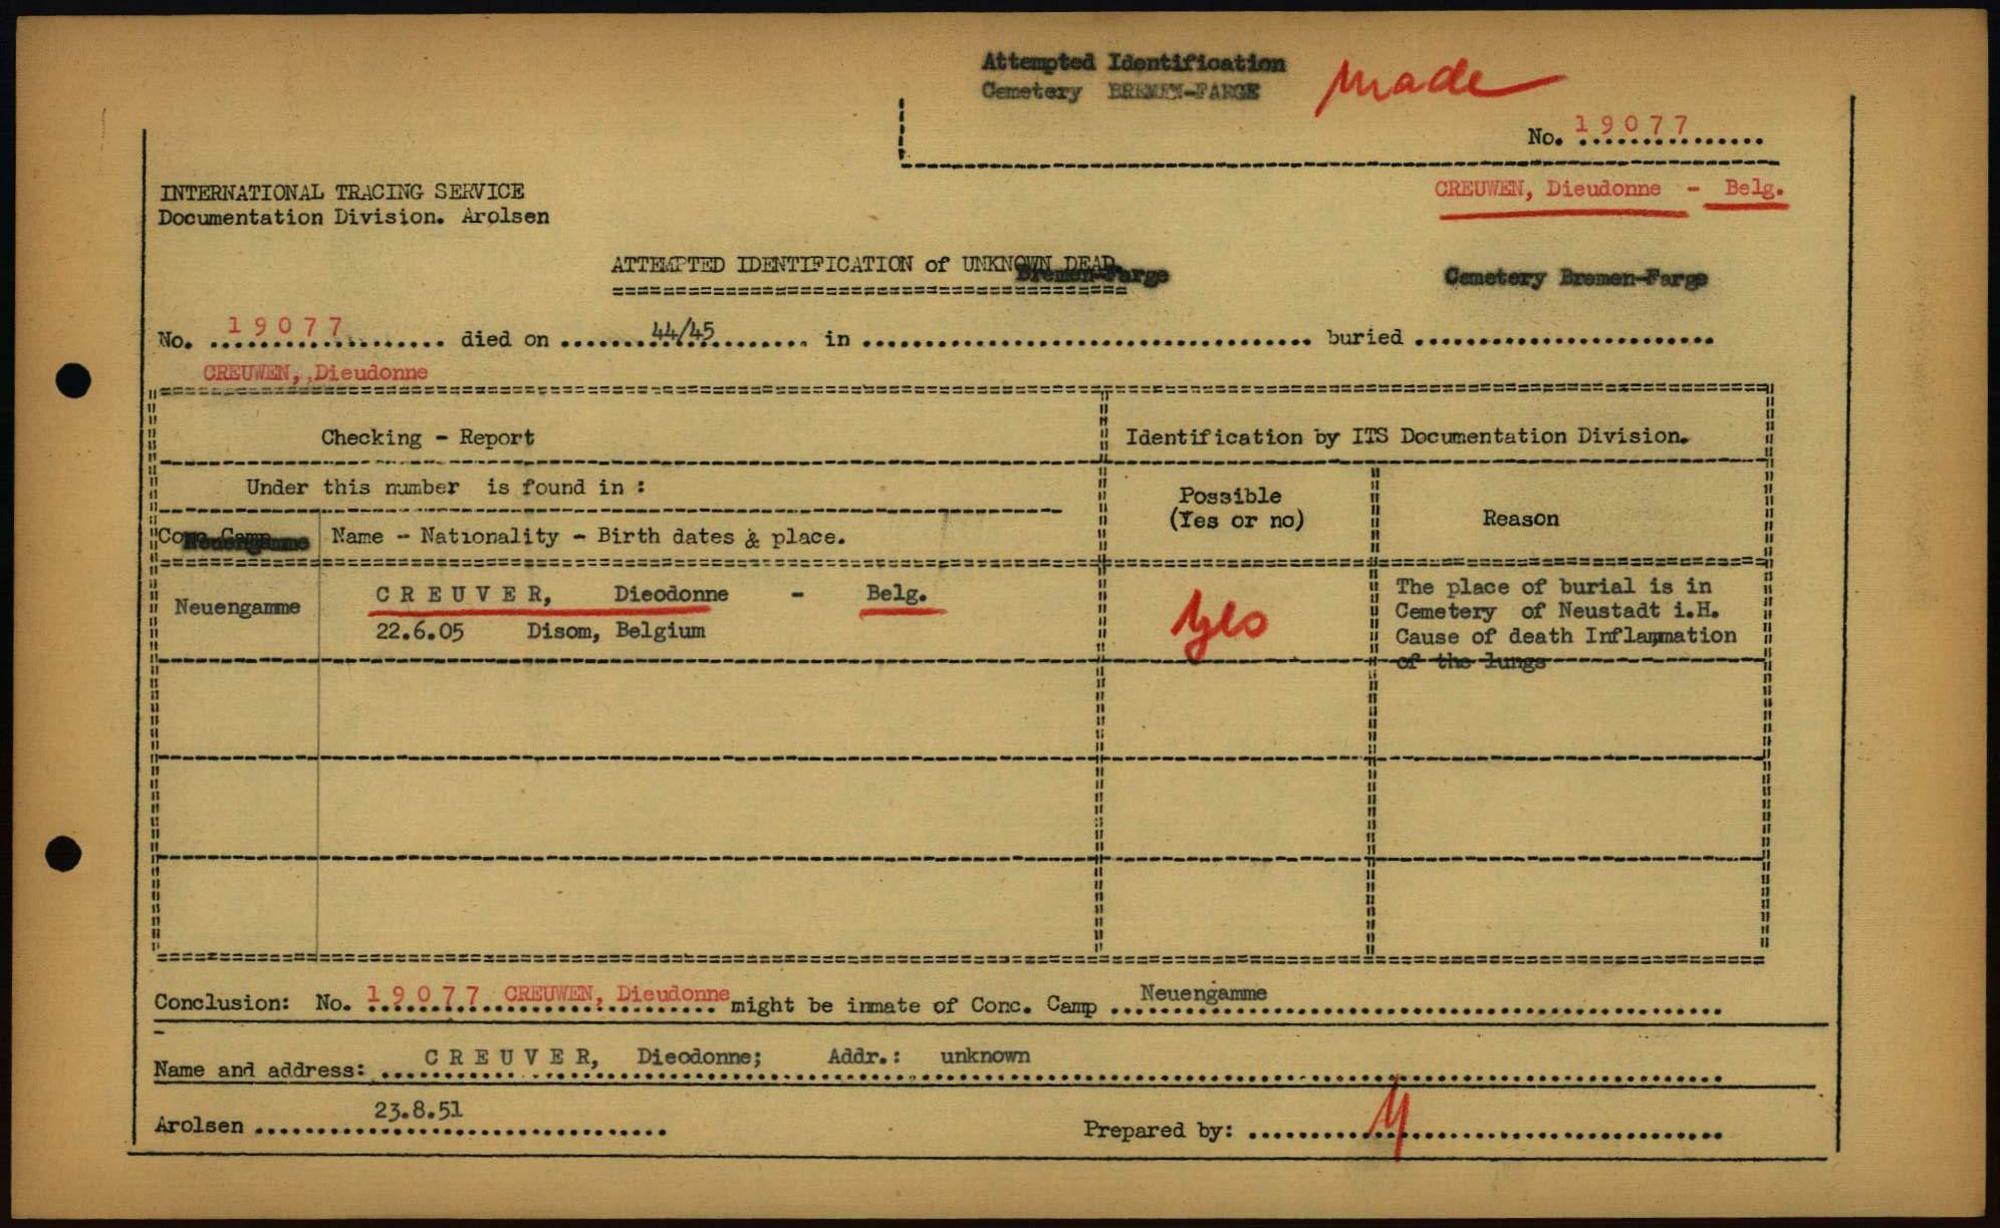 Attempted Identification
Cemetery BREMEN-FARGE
made
No. 19077
CREUWEN, Dieudonne - Belg.
INTERNATIONAL TRACING SERVICE
Documentation Division. Arolsen
ATTEMPTED IDENTIFICATION of UNKNOWN DEAD
Bremen-Farge
Cemetery Bremen-Farge
No. 19077 died on 44/45 in buried
CREUWEN, Dieudonne
Checking - Report
Identification by ITS Documentation Division.
Under this number is found in :
Possible
(Yes or no)
Reason
Conc. Camp
Neuengamme
Name - Nationality - Birth dates & place.
Neuengamme
CREUVER, Dieodonne - Belg.
22.6.05 Disom, Belgium
Yes
The place of burial is in
Cemetery of Neustadt i.H.
Cause of death Inflammation
of the lungs
Conclusion: No. 19077 CREUWEN, Dieudonne might be inmate of Conc. Camp Neuengamme
Name and address: CREUVER, Dieodonne; Addr.: unknown
Arolsen 23.8.51
Prepared by: